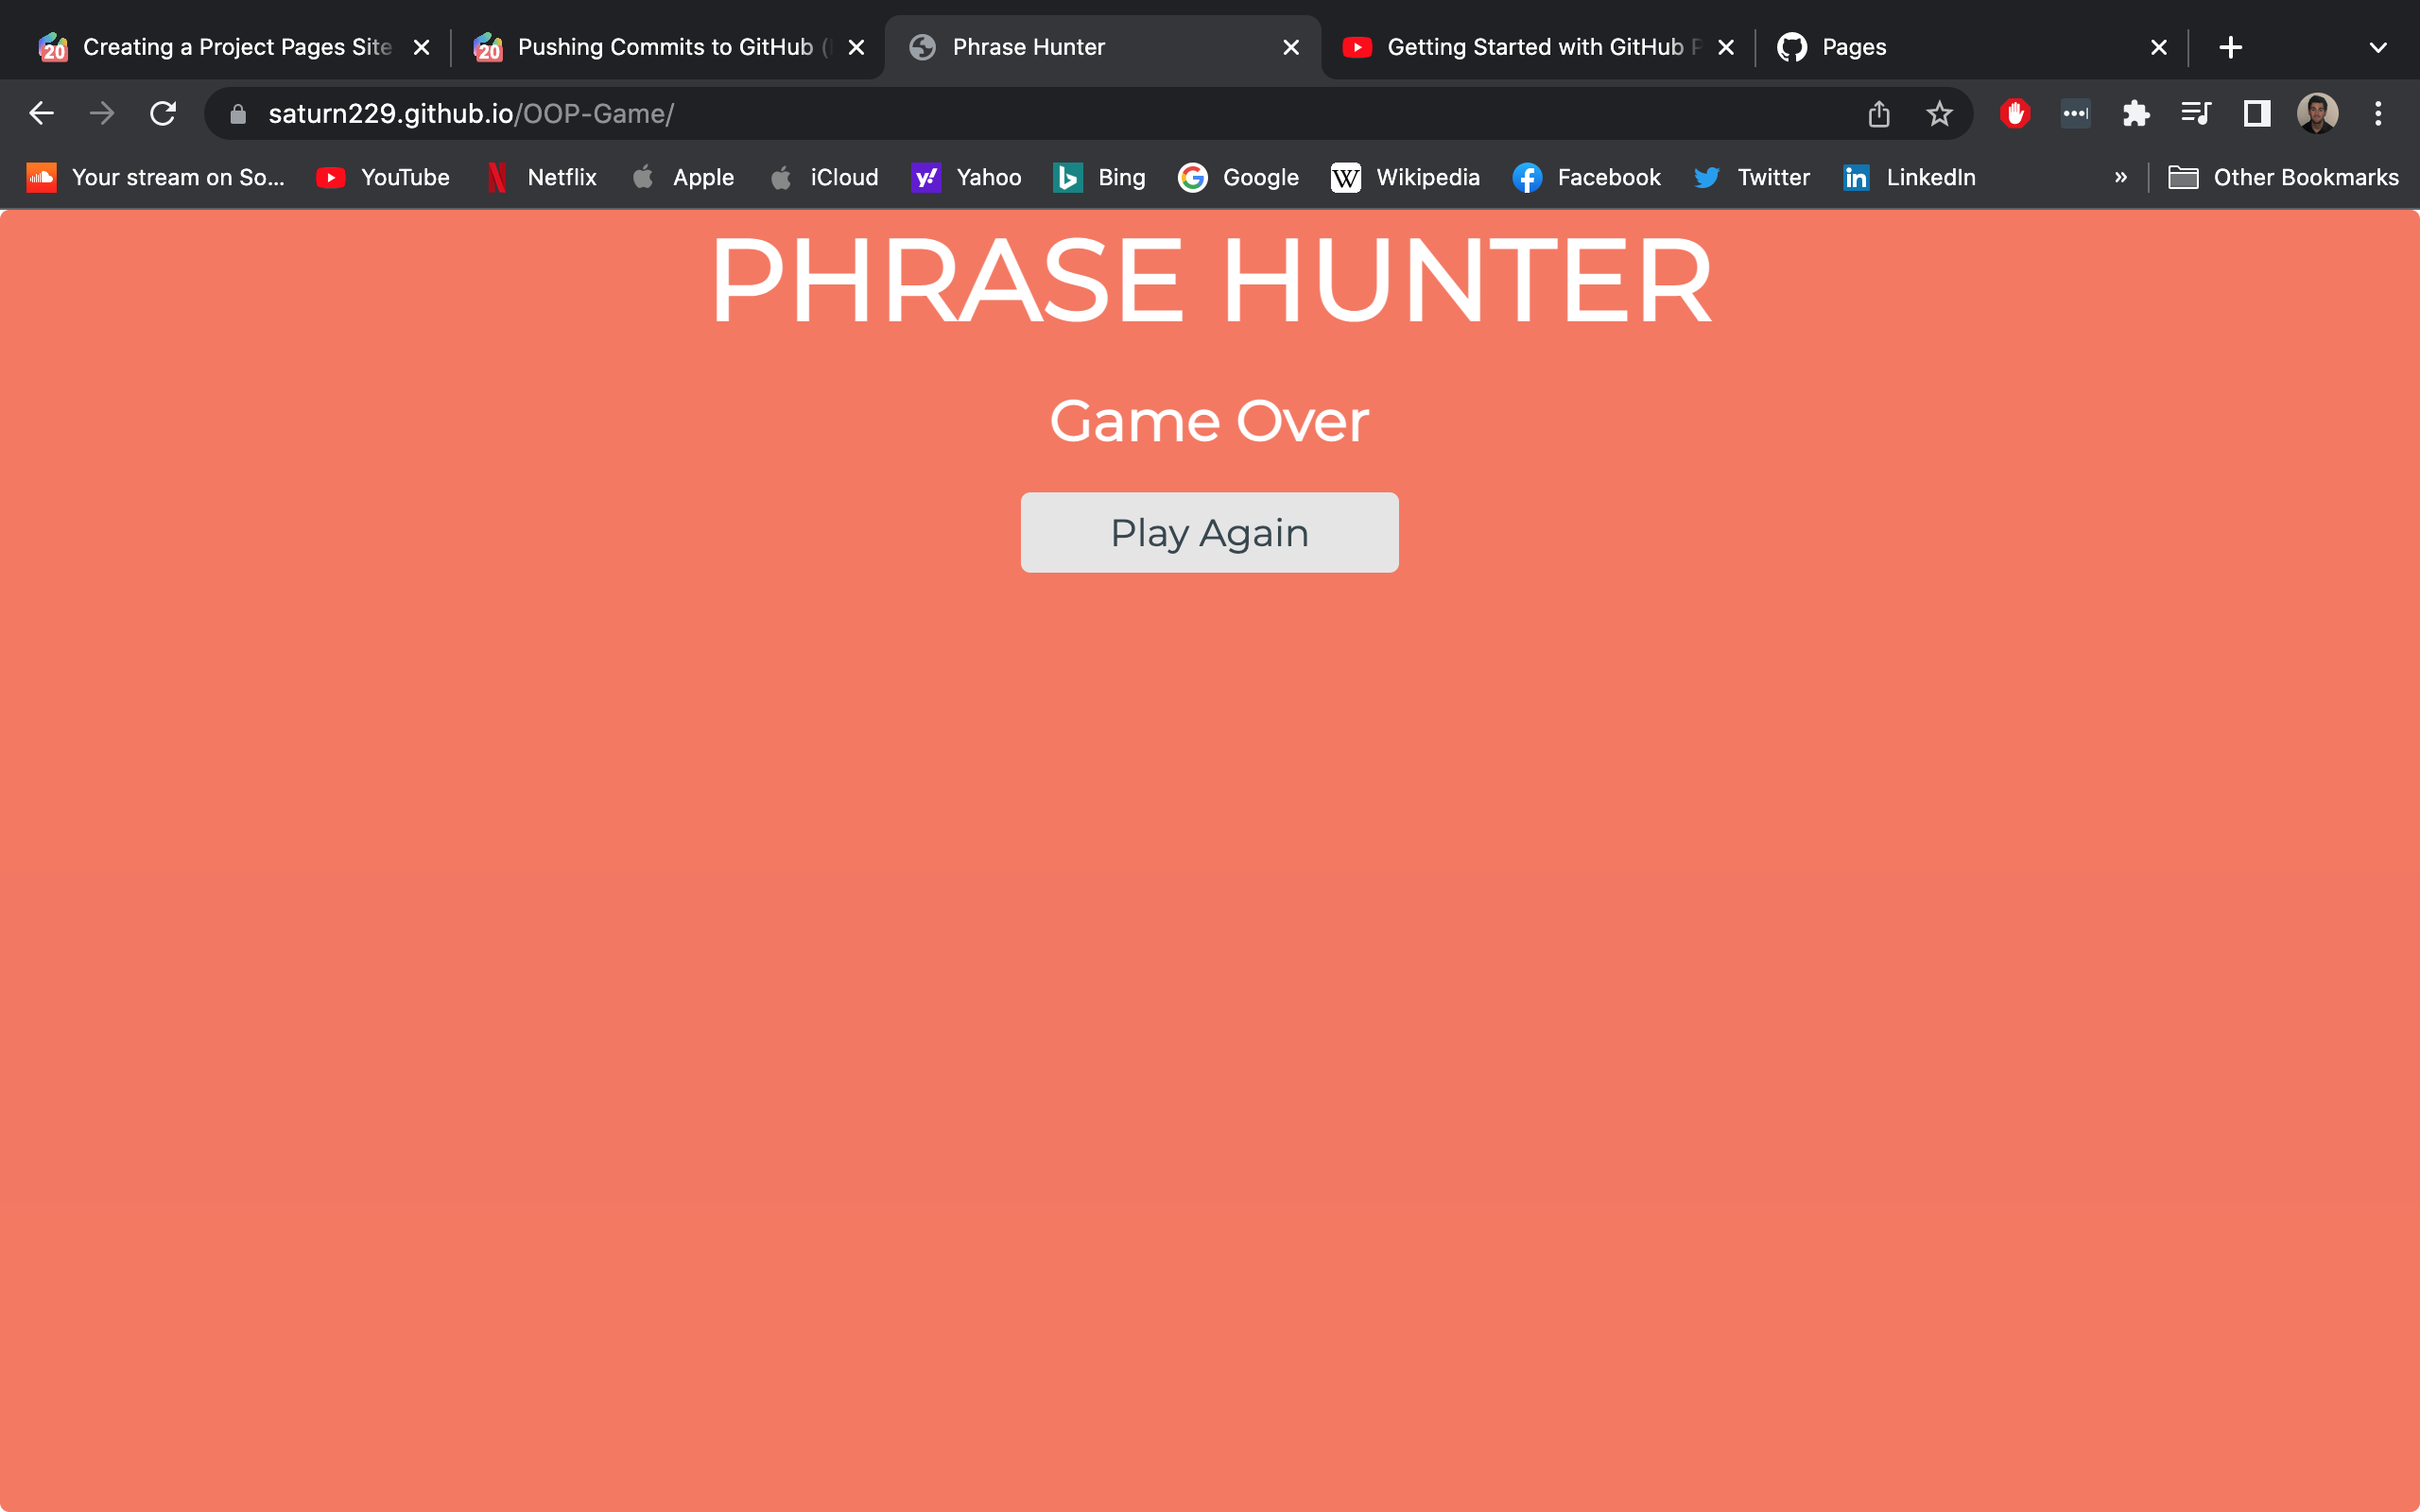 Creating a Project Pages Site
Pushing Commits to GitHub (
Phrase Hunter
Getting Started with GitHub P
Pages
saturn229.github.io/OOP-Game/
Your stream on So...
YouTube
Netflix
Apple
iCloud
Yahoo
Bing
Google
Wikipedia
Facebook
Twitter
LinkedIn
»
Other Bookmarks
PHRASE HUNTER
Game Over
Play Again